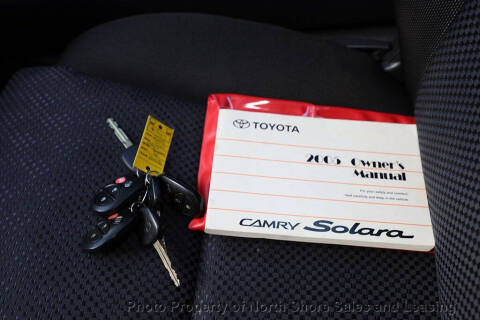 TOYOTA
2005 Owner's
Manual
For your safety and comfort,
read carefully and keep in the vehicle.
CAMRY Solara
Photo Property of North Shore Sales and Leasing